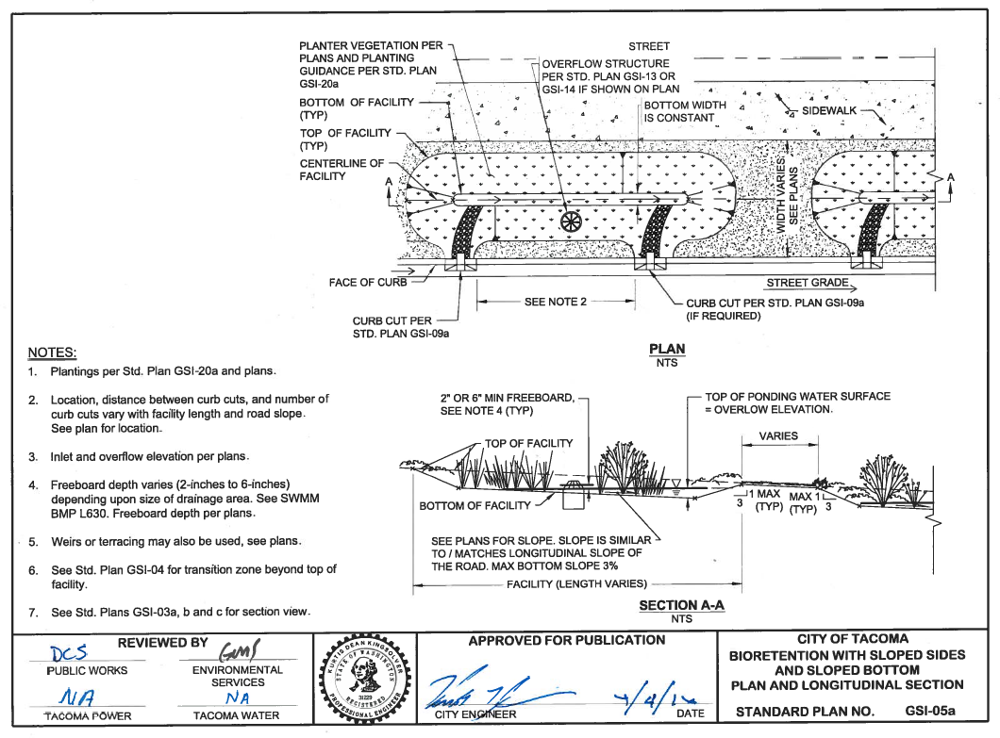 STREET
PLANTER VEGETATION PER
PLANS AND PLANTING
GUIDANCE PER STD. PLAN
GSI-20a
OVERFLOW STRUCTURE
PER STD. PLAN GSI-13 OR
GSI-14 IF SHOWN ON PLAN
BOTTOM OF FACILITY
(TYP)
BOTTOM WIDTH
IS CONSTANT
SIDEWALK
TOP OF FACILITY
(TYP)
CENTERLINE OF
FACILITY
A
A
WIDTH VARIES:
SEE PLANS
FACE OF CURB
STREET GRADE
SEE NOTE 2
CURB CUT PER STD. PLAN GSI-09a
(IF REQUIRED)
CURB CUT PER
STD. PLAN GSI-09a
PLAN
NTS
NOTES:
1. Plantings per Std. Plan GSI-20a and plans.
2. Location, distance between curb cuts, and number of
curb cuts vary with facility length and road slope.
See plan for location.
3. Inlet and overflow elevation per plans.
4. Freeboard depth varies (2-inches to 6-inches)
depending upon size of drainage area. See SWMM
BMP L630. Freeboard depth per plans.
5. Weirs or terracing may also be used, see plans.
6. See Std. Plan GSI-04 for transition zone beyond top of
facility.
7. See Std. Plans GSI-03a, b and c for section view.
2" OR 6" MIN FREEBOARD,
SEE NOTE 4 (TYP)
TOP OF PONDING WATER SURFACE
= OVERLOW ELEVATION.
VARIES
TOP OF FACILITY
BOTTOM OF FACILITY
1 MAX
(TYP)
3
MAX 1
(TYP)
3
SEE PLANS FOR SLOPE. SLOPE IS SIMILAR
TO / MATCHES LONGITUDINAL SLOPE OF
THE ROAD. MAX BOTTOM SLOPE 3%
FACILITY (LENGTH VARIES)
SECTION A-A
NTS
REVIEWED BY
DCS
PUBLIC WORKS
ENVIRONMENTAL
SERVICES
NA
TACOMA POWER
NA
TACOMA WATER
KURTIS DEAN KINGSOLVER
STATE OF WASHINGTON
31229
REGISTERED
PROFESSIONAL ENGINEER
APPROVED FOR PUBLICATION
CITY ENGINEER
DATE
CITY OF TACOMA
BIORETENTION WITH SLOPED SIDES
AND SLOPED BOTTOM
PLAN AND LONGITUDINAL SECTION
STANDARD PLAN NO. GSI-05a